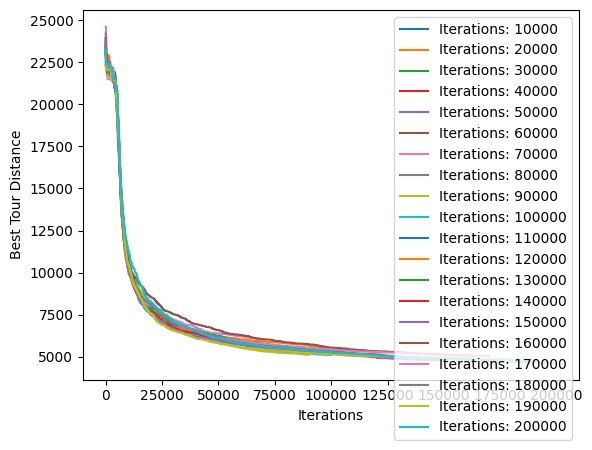 25000
22500
20000
17500
15000
12500
10000
7500
5000
Best Tour Distance
0
25000
50000
75000
100000
125000
150000
175000
200000
Iterations
Iterations: 10000
Iterations: 20000
Iterations: 30000
Iterations: 40000
Iterations: 50000
Iterations: 60000
Iterations: 70000
Iterations: 80000
Iterations: 90000
Iterations: 100000
Iterations: 110000
Iterations: 120000
Iterations: 130000
Iterations: 140000
Iterations: 150000
Iterations: 160000
Iterations: 170000
Iterations: 180000
Iterations: 190000
Iterations: 200000